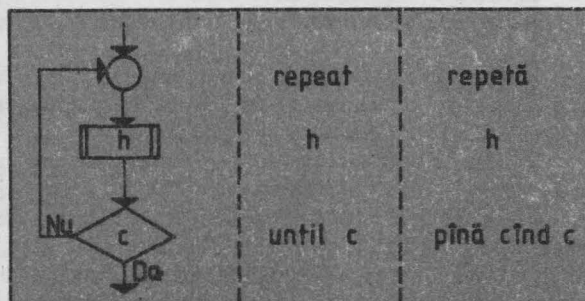 h
Nu
c
Da
repeat
h
until c
repetă
h
pînă cînd c